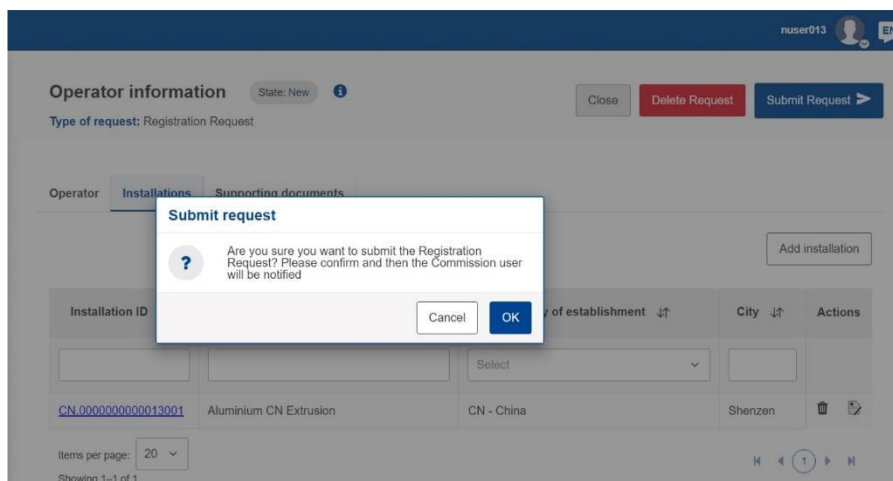 nuser013
EN
Operator information State: New
Close Delete Request Submit Request
Type of request: Registration Request
Operator Installations Supporting documents
Submit request
Are you sure you want to submit the Registration
Request? Please confirm and then the Commission user
will be notified
Add installation
Cancel OK
Installation ID of establishment City Actions
Select
CN.0000000000013001 Aluminium CN Extrusion CN - China Shenzen
Items per page: 20
1
Showing 1–1 of 1